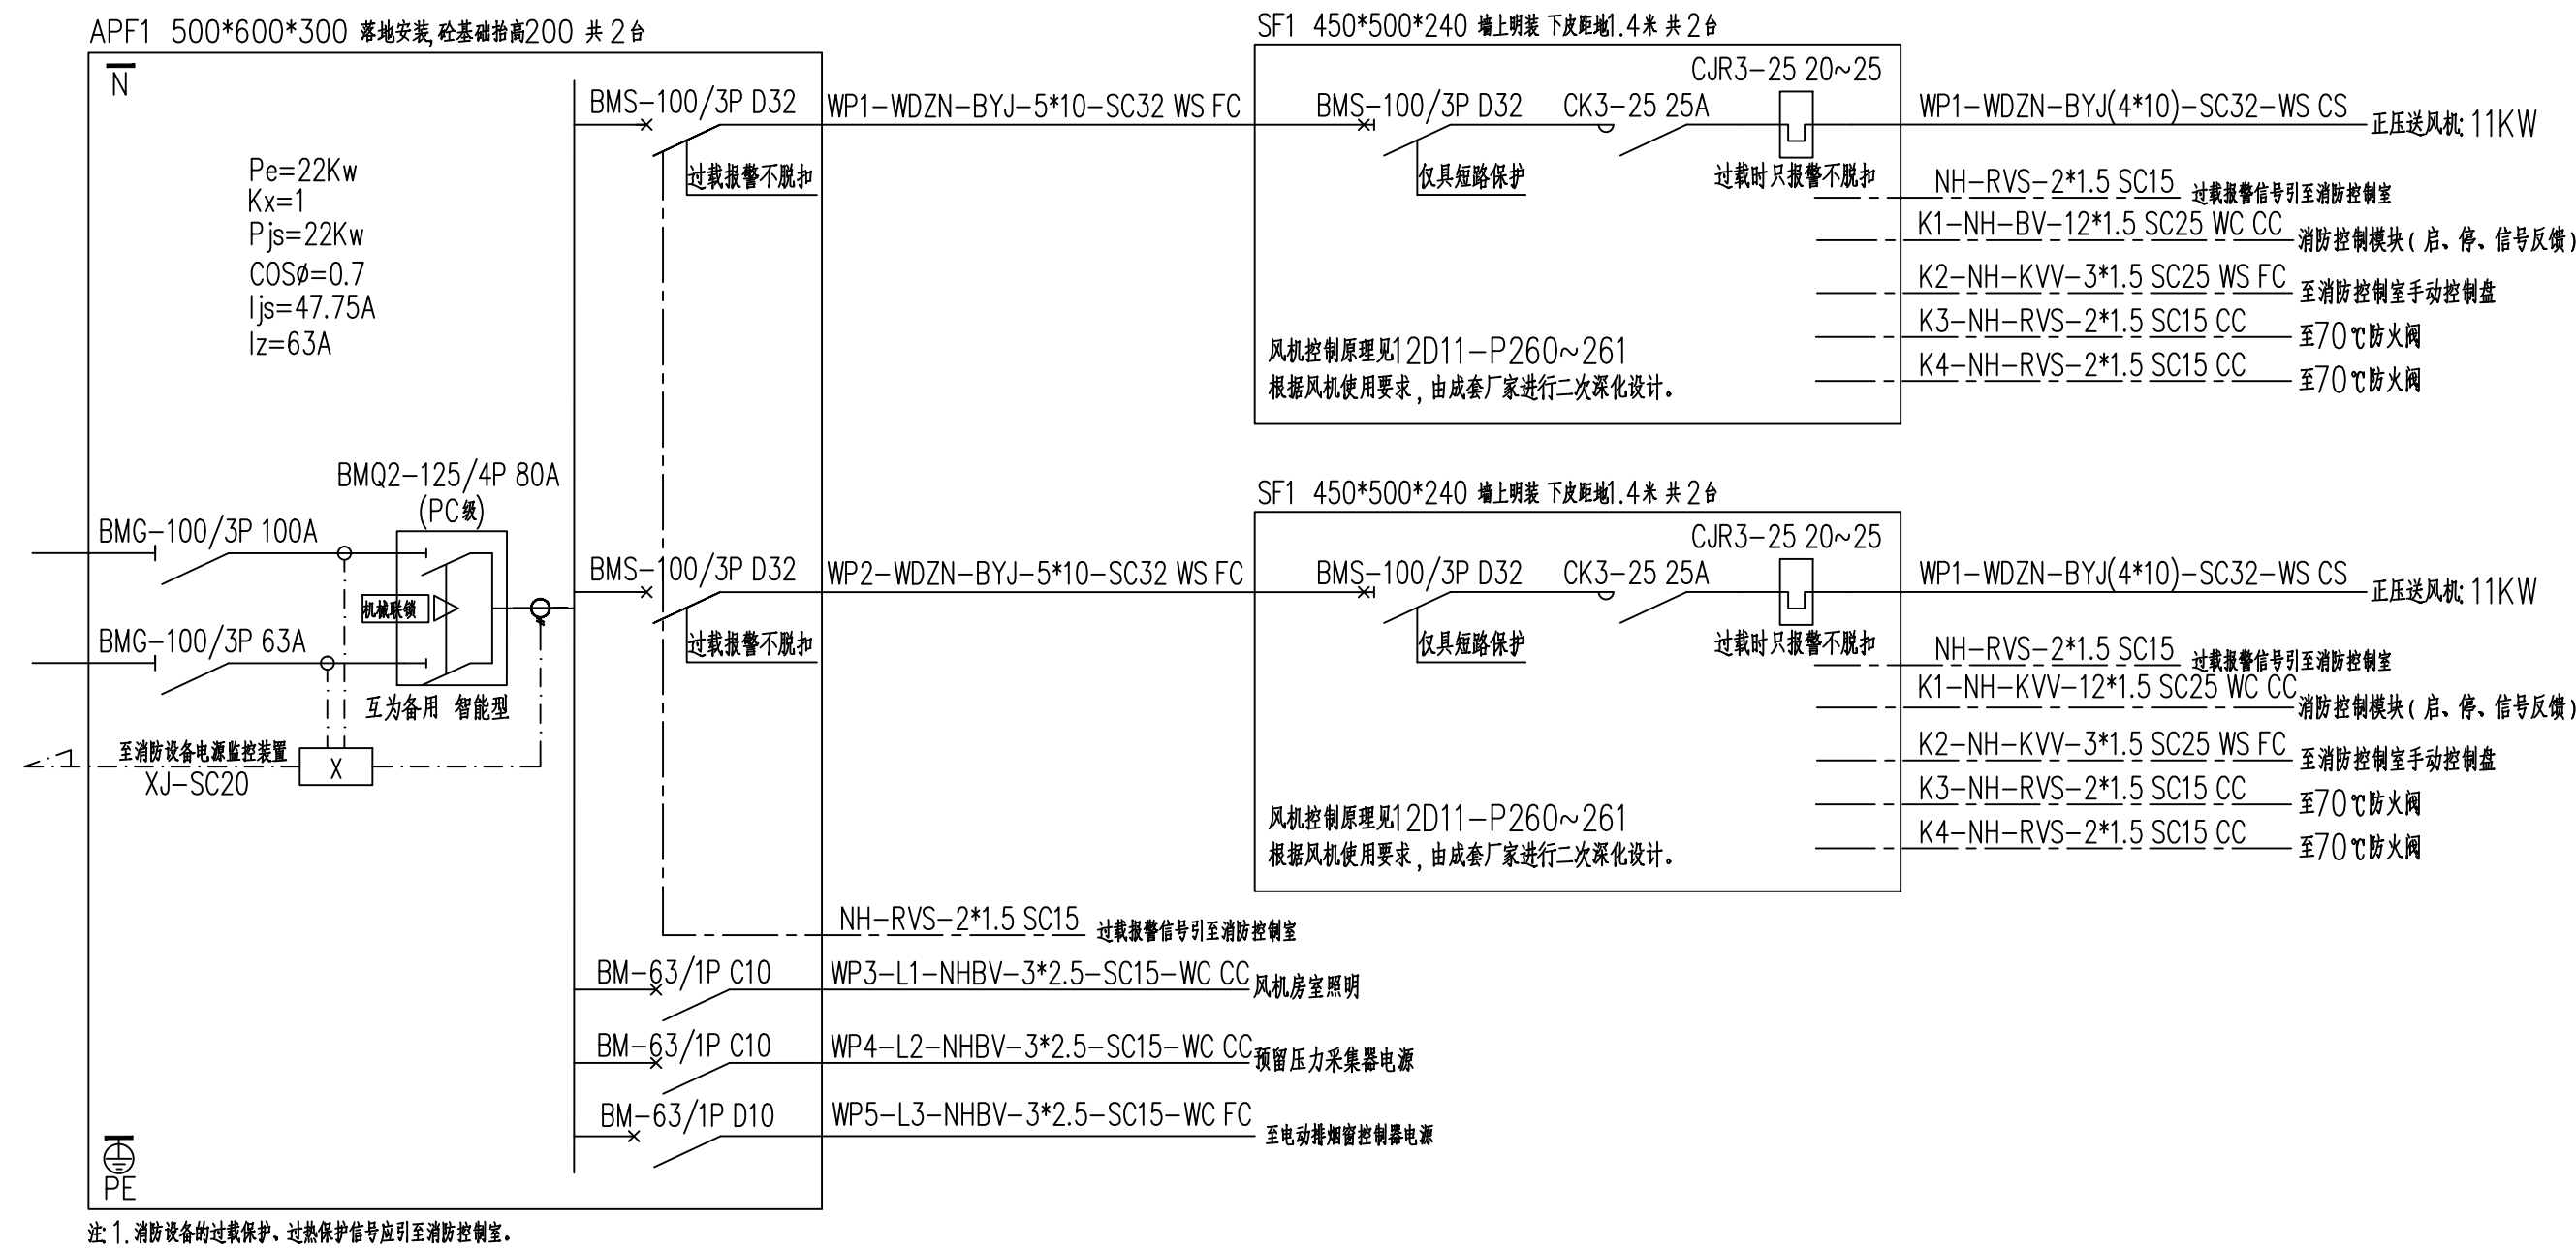 APF1 500*600*300 落地安装,砼基础抬高200 共 2 台
N
Pe=22Kw
Kx=1
Pjs=22Kw
COSø=0.7
Ijs=47.75A
Iz=63A
BMQ2-125/4P 80A
(PC级)
BMG-100/3P 100A
机械联锁
BMG-100/3P 63A
互为备用 智能型
至消防设备电源监控装置
X
XJ-SC20
PE
BMS-100/3P D32
过载报警不脱扣
WP1-WDZN-BYJ-5*10-SC32 WS FC
BMS-100/3P D32
过载报警不脱扣
WP2-WDZN-BYJ-5*10-SC32 WS FC
NH-RVS-2*1.5 SC15 过载报警信号引至消防控制室
BM-63/1P C10 WP3-L1-NHBV-3*2.5-SC15-WC CC 风机房室照明
BM-63/1P C10 WP4-L2-NHBV-3*2.5-SC15-WC CC 预留压力采集器电源
BM-63/1P D10 WP5-L3-NHBV-3*2.5-SC15-WC FC 至电动排烟窗控制器电源
SF1 450*500*240 墙上明装 下皮距地1.4米 共 2 台
CJR3-25 20~25
BMS-100/3P D32 CK3-25 25A
仅具短路保护
过载时只报警不脱扣
风机控制原理见12D11-P260~261
根据风机使用要求,由成套厂家进行二次深化设计。
WP1-WDZN-BYJ(4*10)-SC32-WS CS 正压送风机: 11KW
NH-RVS-2*1.5 SC15 过载报警信号引至消防控制室
K1-NH-BV-12*1.5 SC25 WC CC 消防控制模块(启、停、信号反馈)
K2-NH-KVV-3*1.5 SC25 WS FC 至消防控制室手动控制盘
K3-NH-RVS-2*1.5 SC15 CC 至70℃防火阀
K4-NH-RVS-2*1.5 SC15 CC 至70℃防火阀
SF1 450*500*240 墙上明装 下皮距地1.4米 共 2 台
CJR3-25 20~25
BMS-100/3P D32 CK3-25 25A
仅具短路保护
过载时只报警不脱扣
风机控制原理见12D11-P260~261
根据风机使用要求,由成套厂家进行二次深化设计。
WP1-WDZN-BYJ(4*10)-SC32-WS CS 正压送风机: 11KW
NH-RVS-2*1.5 SC15 过载报警信号引至消防控制室
K1-NH-KVV-12*1.5 SC25 WC CC 消防控制模块(启、停、信号反馈)
K2-NH-KVV-3*1.5 SC25 WS FC 至消防控制室手动控制盘
K3-NH-RVS-2*1.5 SC15 CC 至70℃防火阀
K4-NH-RVS-2*1.5 SC15 CC 至70℃防火阀
注: 1. 消防设备的过载保护、过热保护信号应引至消防控制室。